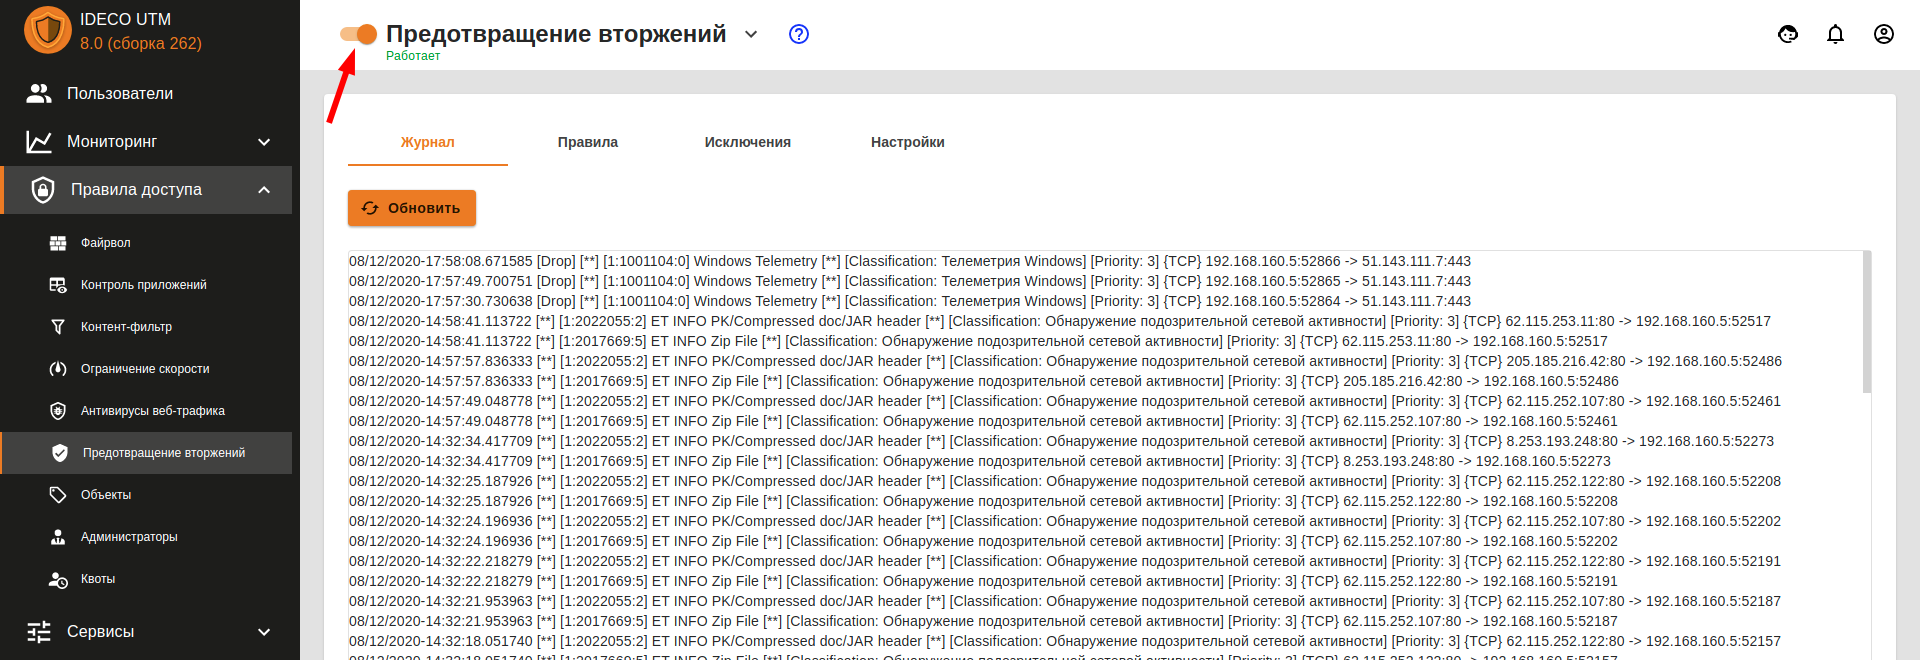 IDECO UTM
8.0 (сборка 262)
Пользователи
Мониторинг
Правила доступа
Файрвол
Контроль приложений
Контент-фильтр
Ограничение скорости
Антивирусы веб-трафика
Предотвращение вторжений
Объекты
Администраторы
Квоты
Сервисы
Предотвращение вторжений
Работает
Журнал Правила Исключения Настройки
Обновить
08/12/2020-17:58:08.671585 [Drop] [**] [1:1001104:0] Windows Telemetry [**] [Classification: Телеметрия Windows] [Priority: 3] {TCP} 192.168.160.5:52866 -> 51.143.111.7:443
08/12/2020-17:57:49.700751 [Drop] [**] [1:1001104:0] Windows Telemetry [**] [Classification: Телеметрия Windows] [Priority: 3] {TCP} 192.168.160.5:52865 -> 51.143.111.7:443
08/12/2020-17:57:30.730638 [Drop] [**] [1:1001104:0] Windows Telemetry [**] [Classification: Телеметрия Windows] [Priority: 3] {TCP} 192.168.160.5:52864 -> 51.143.111.7:443
08/12/2020-14:58:41.113722 [**] [1:2022055:2] ET INFO PK/Compressed doc/JAR header [**] [Classification: Обнаружение подозрительной сетевой активности] [Priority: 3] {TCP} 62.115.253.11:80 -> 192.168.160.5:52517
08/12/2020-14:58:41.113722 [**] [1:2017669:5] ET INFO Zip File [**] [Classification: Обнаружение подозрительной сетевой активности] [Priority: 3] {TCP} 62.115.253.11:80 -> 192.168.160.5:52517
08/12/2020-14:57:57.836333 [**] [1:2022055:2] ET INFO PK/Compressed doc/JAR header [**] [Classification: Обнаружение подозрительной сетевой активности] [Priority: 3] {TCP} 205.185.216.42:80 -> 192.168.160.5:52486
08/12/2020-14:57:57.836333 [**] [1:2017669:5] ET INFO Zip File [**] [Classification: Обнаружение подозрительной сетевой активности] [Priority: 3] {TCP} 205.185.216.42:80 -> 192.168.160.5:52486
08/12/2020-14:57:49.048778 [**] [1:2022055:2] ET INFO PK/Compressed doc/JAR header [**] [Classification: Обнаружение подозрительной сетевой активности] [Priority: 3] {TCP} 62.115.252.107:80 -> 192.168.160.5:52461
08/12/2020-14:57:49.048778 [**] [1:2017669:5] ET INFO Zip File [**] [Classification: Обнаружение подозрительной сетевой активности] [Priority: 3] {TCP} 62.115.252.107:80 -> 192.168.160.5:52461
08/12/2020-14:32:34.417709 [**] [1:2022055:2] ET INFO PK/Compressed doc/JAR header [**] [Classification: Обнаружение подозрительной сетевой активности] [Priority: 3] {TCP} 8.253.193.248:80 -> 192.168.160.5:52273
08/12/2020-14:32:34.417709 [**] [1:2017669:5] ET INFO Zip File [**] [Classification: Обнаружение подозрительной сетевой активности] [Priority: 3] {TCP} 8.253.193.248:80 -> 192.168.160.5:52273
08/12/2020-14:32:25.187926 [**] [1:2022055:2] ET INFO PK/Compressed doc/JAR header [**] [Classification: Обнаружение подозрительной сетевой активности] [Priority: 3] {TCP} 62.115.252.122:80 -> 192.168.160.5:52208
08/12/2020-14:32:25.187926 [**] [1:2017669:5] ET INFO Zip File [**] [Classification: Обнаружение подозрительной сетевой активности] [Priority: 3] {TCP} 62.115.252.122:80 -> 192.168.160.5:52208
08/12/2020-14:32:24.196936 [**] [1:2022055:2] ET INFO PK/Compressed doc/JAR header [**] [Classification: Обнаружение подозрительной сетевой активности] [Priority: 3] {TCP} 62.115.252.107:80 -> 192.168.160.5:52202
08/12/2020-14:32:24.196936 [**] [1:2017669:5] ET INFO Zip File [**] [Classification: Обнаружение подозрительной сетевой активности] [Priority: 3] {TCP} 62.115.252.107:80 -> 192.168.160.5:52202
08/12/2020-14:32:22.218279 [**] [1:2022055:2] ET INFO PK/Compressed doc/JAR header [**] [Classification: Обнаружение подозрительной сетевой активности] [Priority: 3] {TCP} 62.115.252.122:80 -> 192.168.160.5:52191
08/12/2020-14:32:22.218279 [**] [1:2017669:5] ET INFO Zip File [**] [Classification: Обнаружение подозрительной сетевой активности] [Priority: 3] {TCP} 62.115.252.122:80 -> 192.168.160.5:52191
08/12/2020-14:32:21.953963 [**] [1:2022055:2] ET INFO PK/Compressed doc/JAR header [**] [Classification: Обнаружение подозрительной сетевой активности] [Priority: 3] {TCP} 62.115.252.107:80 -> 192.168.160.5:52187
08/12/2020-14:32:21.953963 [**] [1:2017669:5] ET INFO Zip File [**] [Classification: Обнаружение подозрительной сетевой активности] [Priority: 3] {TCP} 62.115.252.107:80 -> 192.168.160.5:52187
08/12/2020-14:32:18.051740 [**] [1:2022055:2] ET INFO PK/Compressed doc/JAR header [**] [Classification: Обнаружение подозрительной сетевой активности] [Priority: 3] {TCP} 62.115.252.122:80 -> 192.168.160.5:52157